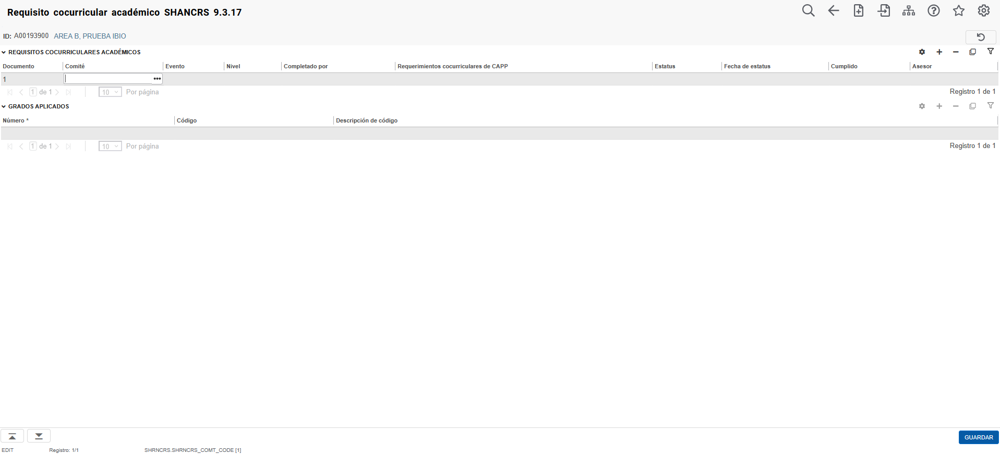 Requisito cocurricular académico SHANCRS 9.3.17
ID: A00193900 AREA B, PRUEBA IBIO
REQUISITOS COCURRICULARES ACADÉMICOS
Documento Comité Evento Nivel Completado por Requerimientos cocurriculares de CAPP Estatus Fecha de estatus Cumplido Asesor
1
1 de 1 10 Por página Registro 1 de 1
GRADOS APLICADOS
Número * Código Descripción de código
1 de 1 10 Por página Registro 1 de 1
GUARDAR
EDIT Registro: 1/1 SHRNCRS.SHRNCRS_COMT_CODE [1]